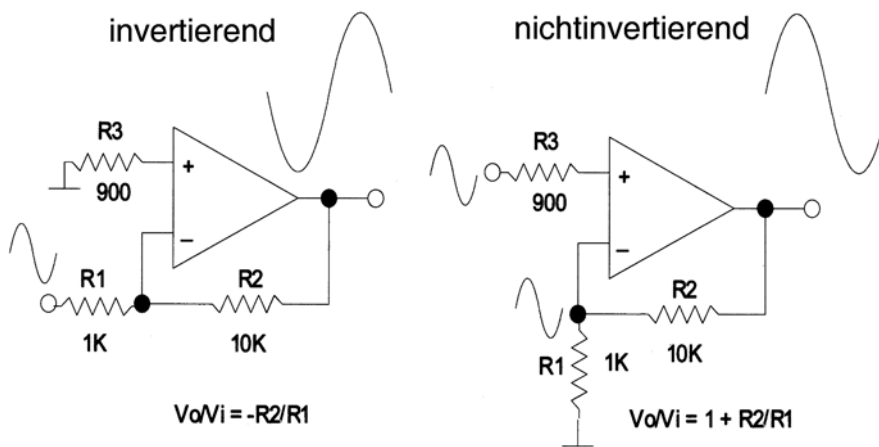 invertierend
R3
900
+
−
R1
1K
R2
10K
Vo/Vi = -R2/R1
nichtinvertierend
R3
900
+
−
R2
10K
R1
1K
Vo/Vi = 1 + R2/R1